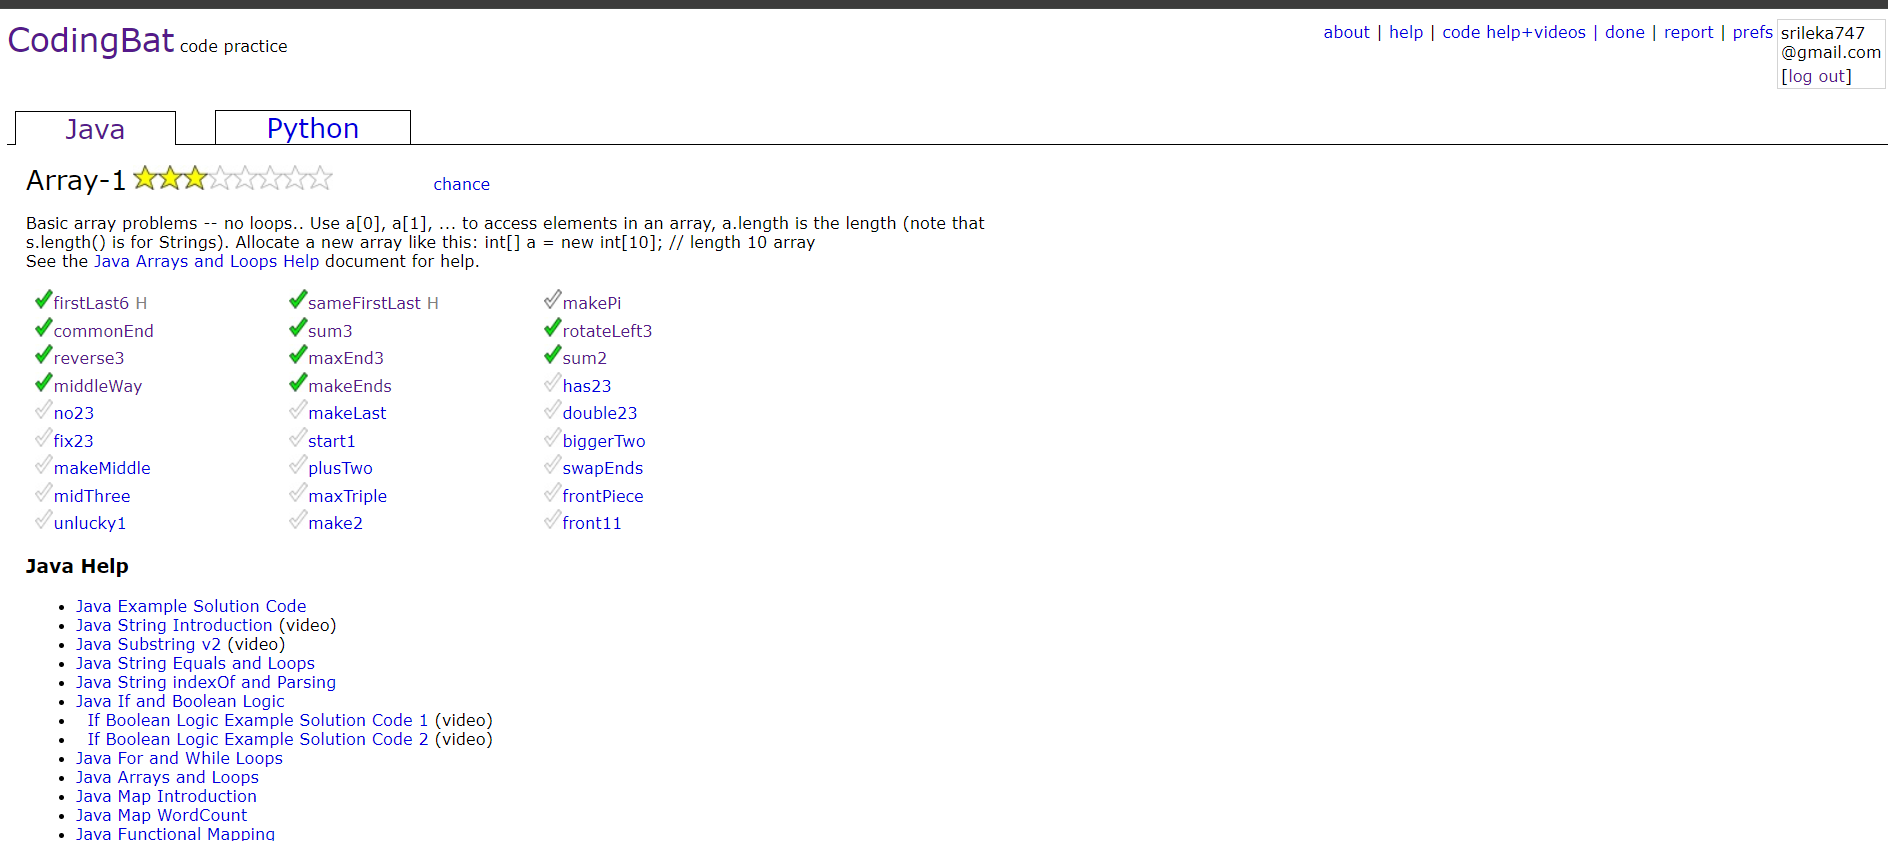 CodingBat code practice
about | help | code help+videos | done | report | prefs
srileka747
@gmail.com
[log out]
Java
Python
Array-1
chance
Basic array problems -- no loops.. Use a[0], a[1], ... to access elements in an array, a.length is the length (note that
s.length() is for Strings). Allocate a new array like this: int[] a = new int[10]; // length 10 array
See the Java Arrays and Loops Help document for help.
firstLast6 H sameFirstLast H makePi
commonEnd sum3 rotateLeft3
reverse3 maxEnd3 sum2
middleWay makeEnds has23
no23 makeLast double23
fix23 start1 biggerTwo
makeMiddle plusTwo swapEnds
midThree maxTriple frontPiece
unlucky1 make2 front11
Java Help
• Java Example Solution Code
• Java String Introduction (video)
• Java Substring v2 (video)
• Java String Equals and Loops
• Java String indexOf and Parsing
• Java If and Boolean Logic
• If Boolean Logic Example Solution Code 1 (video)
• If Boolean Logic Example Solution Code 2 (video)
• Java For and While Loops
• Java Arrays and Loops
• Java Map Introduction
• Java Map WordCount
• Java Functional Mapping